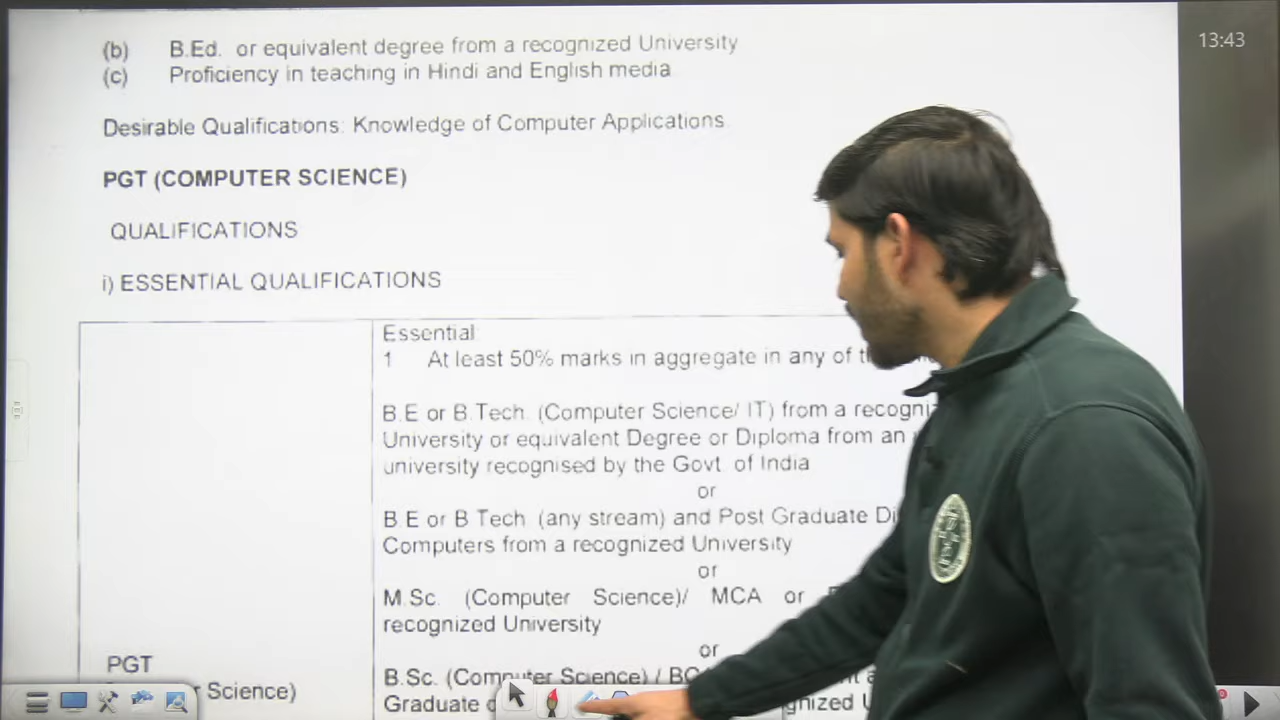 13:43
(b) B.Ed. or equivalent degree from a recognized University
(c) Proficiency in teaching in Hindi and English media
Desirable Qualifications: Knowledge of Computer Applications.
PGT (COMPUTER SCIENCE)
QUALIFICATIONS
i) ESSENTIAL QUALIFICATIONS
Essential
1 At least 50% marks in aggregate in any of
B.E or B.Tech. (Computer Science/ IT) from a
University or equivalent Degree or Diploma from an
university recognised by the Govt of India
or
B.E or B Tech (any stream) and Post Graduate
Computers from a recognized University
or
M.Sc. (Computer Science)/ MCA or
recognized University
or
B.Sc. (Computer Science) /
Graduate
PGT
Science)